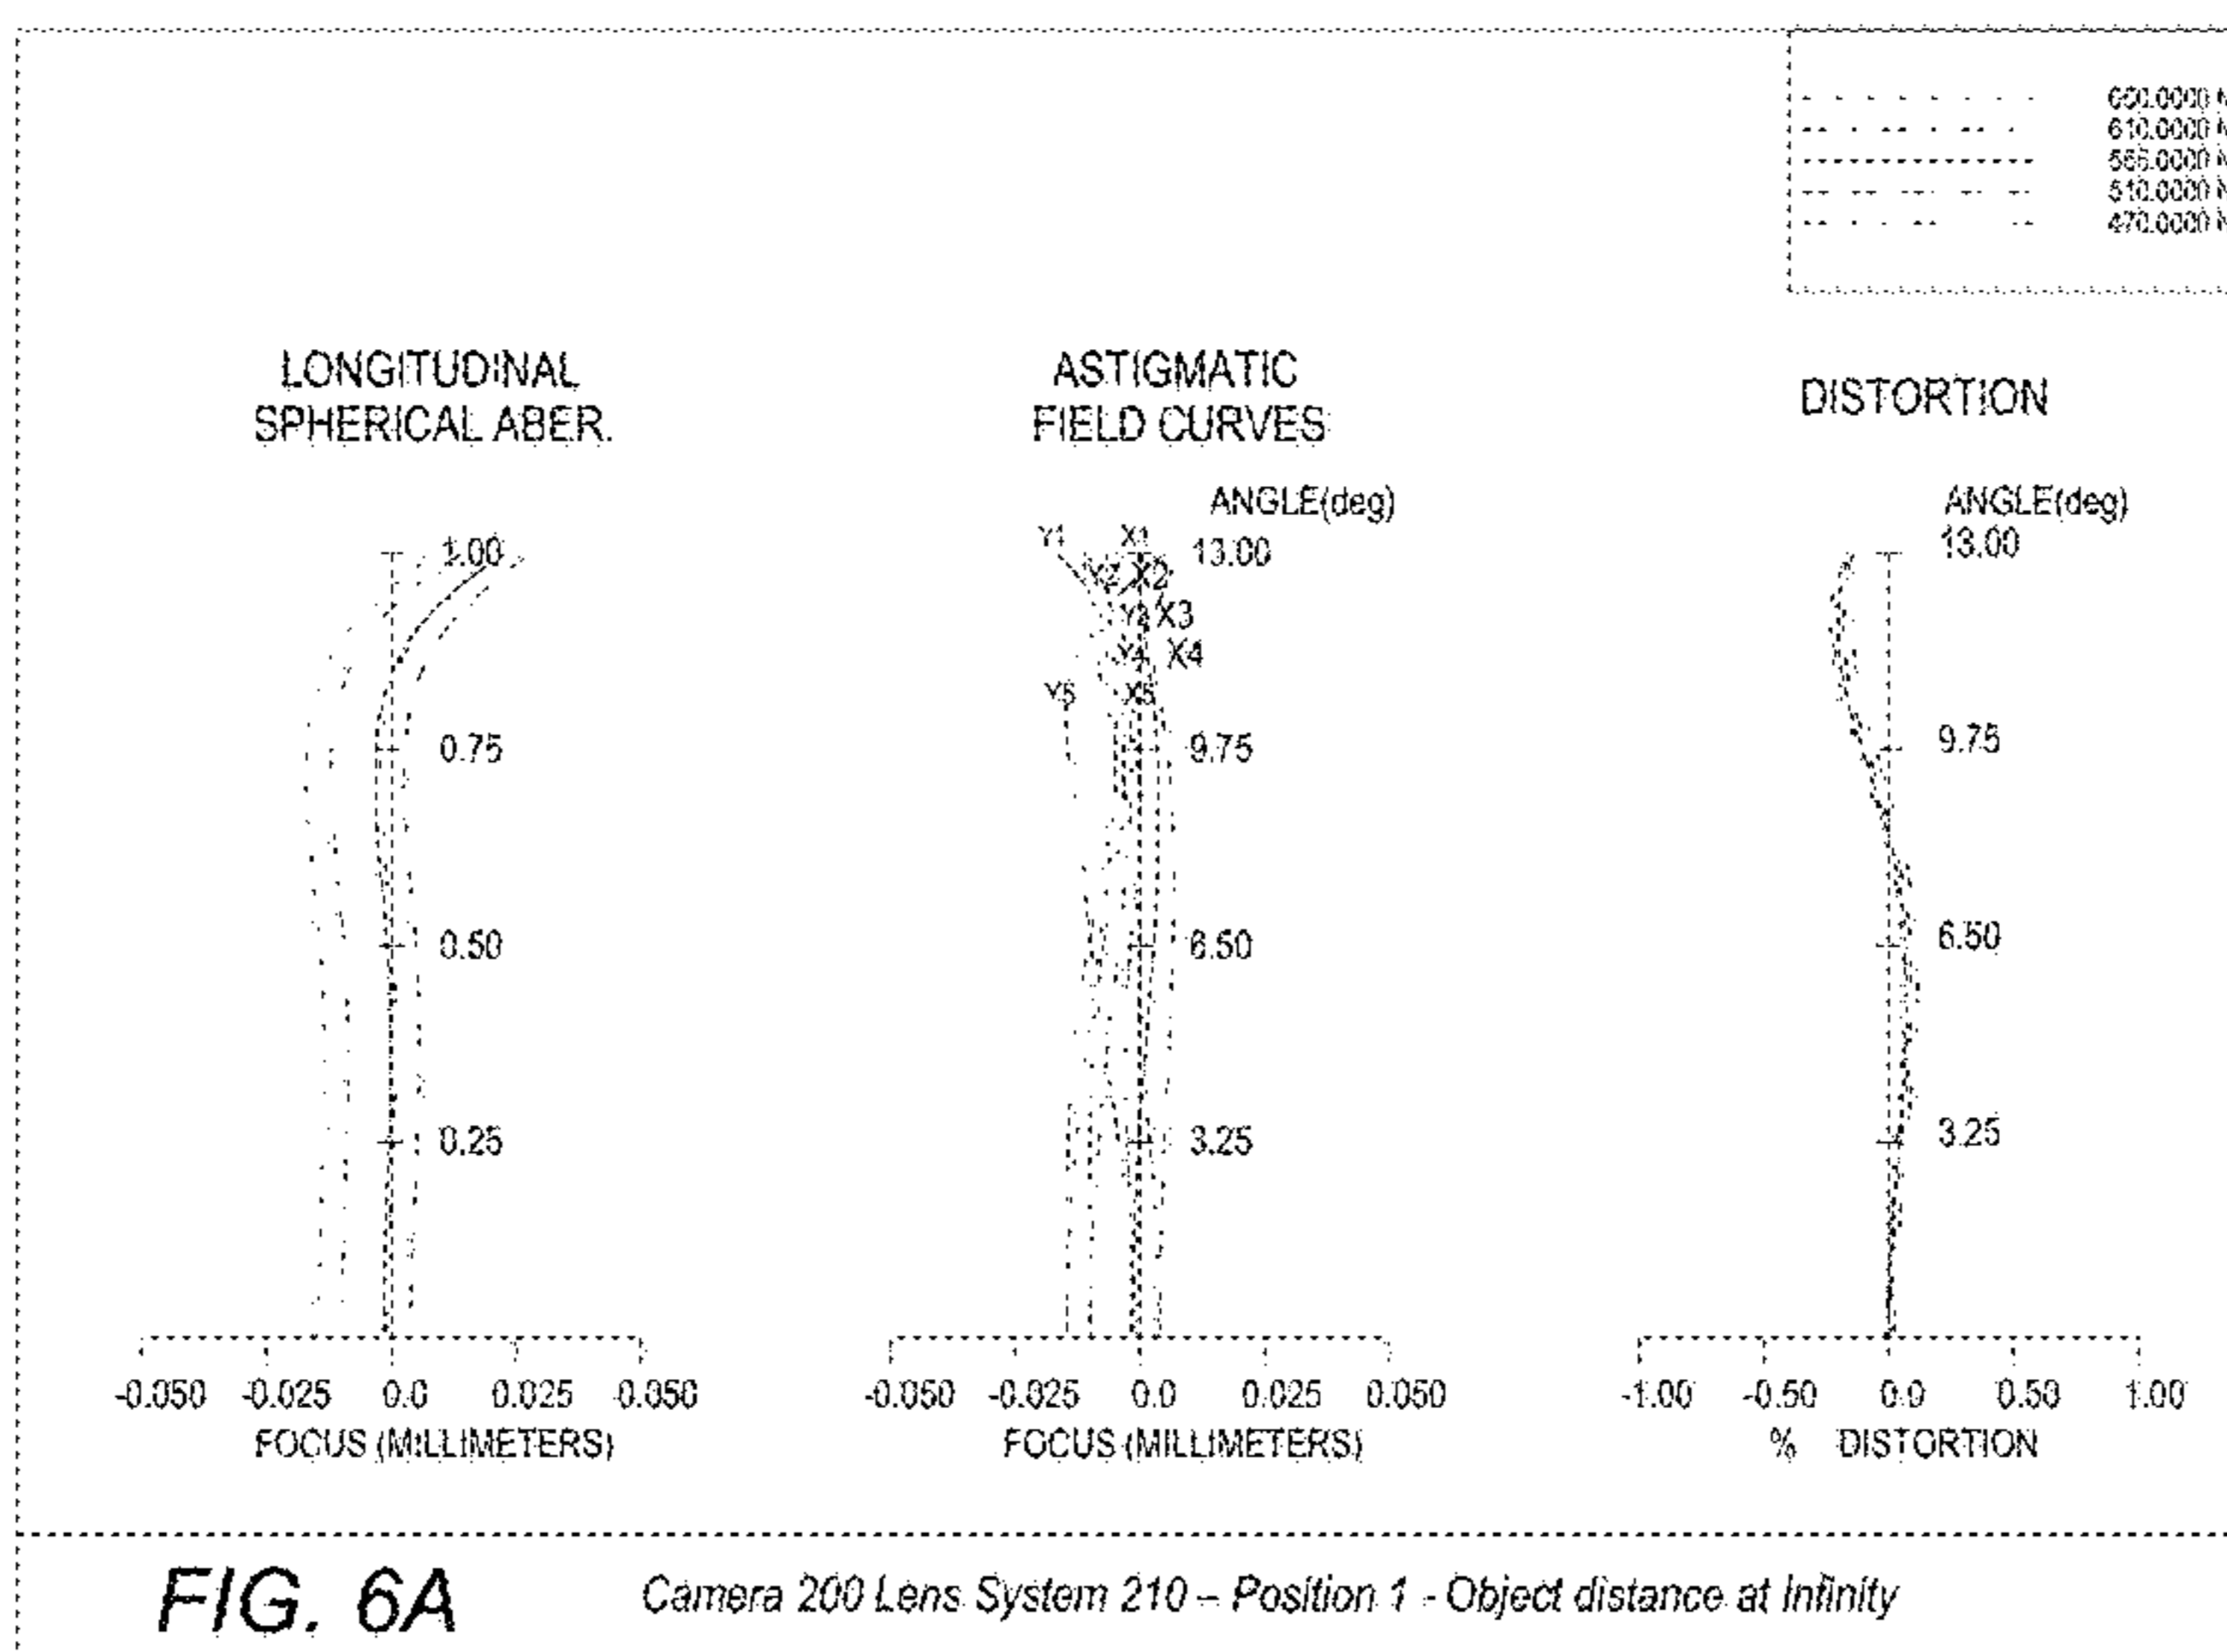 610.0000
510.0000
470.0000
LONGITUDINAL
SPHERICAL ABER.
ASTIGMATIC
FIELD CURVES
DISTORTION
ANGLE(deg)
ANGLE(deg)
Y1 X1
1.00 13.00 13.00
X2
X3
Y4 X4
Y5 X5
0.75 9.75 9.75
0.50 6.50 6.50
0.25 3.25 3.25
-0.050 -0.025 0.0 0.025 0.050 -0.050 -0.025 0.0 0.025 0.050 -1.00 -0.50 0.0 0.50 1.00
FOCUS (MILLIMETERS) FOCUS (MILLIMETERS) % DISTORTION
FIG. 6A Camera 200 Lens System 210 – Position 1 - Object distance at Infinity